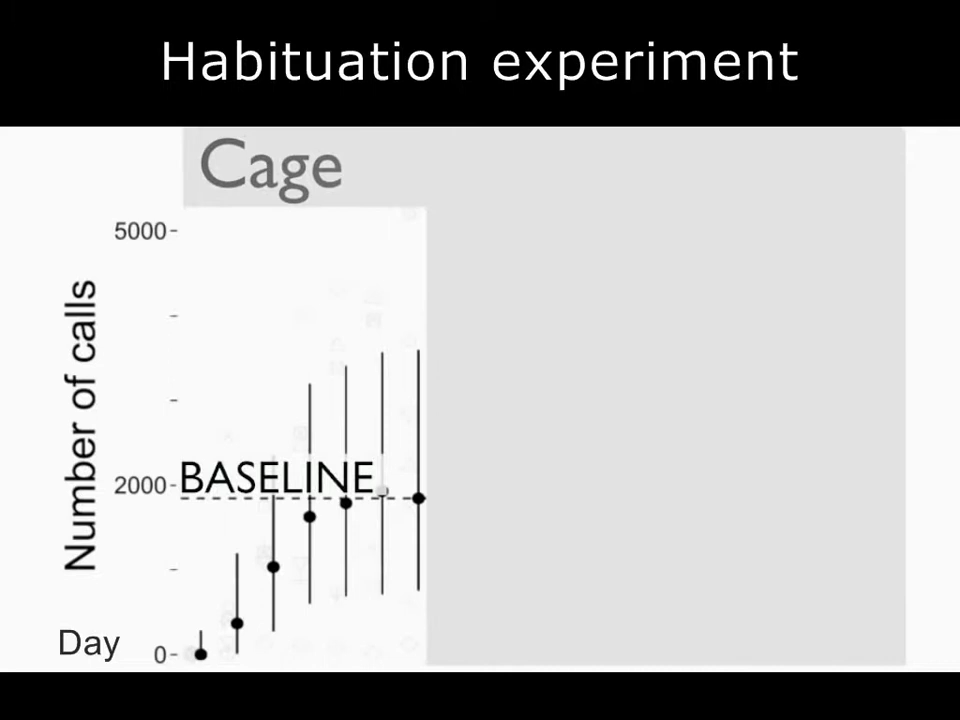 Habituation experiment
Cage
5000
Number of calls
BASELINE
2000
Day
0